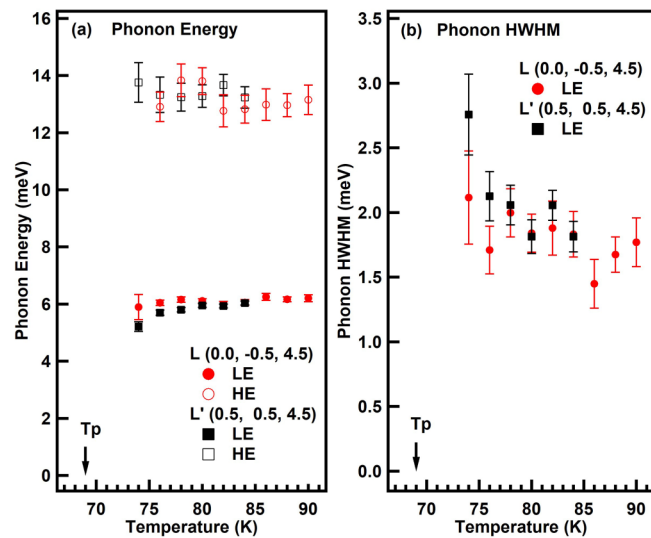 (a) Phonon Energy
16
14
12
10
8
6
4
2
0
Phonon Energy (meV)
L (0.0, -0.5, 4.5)
LE
HE
L' (0.5, 0.5, 4.5)
LE
HE
Tp
70
75
80
85
90
Temperature (K)
(b) Phonon HWHM
3.5
3.0
2.5
2.0
1.5
1.0
0.5
0.0
Phonon HWHM (meV)
L (0.0, -0.5, 4.5)
LE
L' (0.5, 0.5, 4.5)
LE
Tp
70
75
80
85
90
Temperature (K)